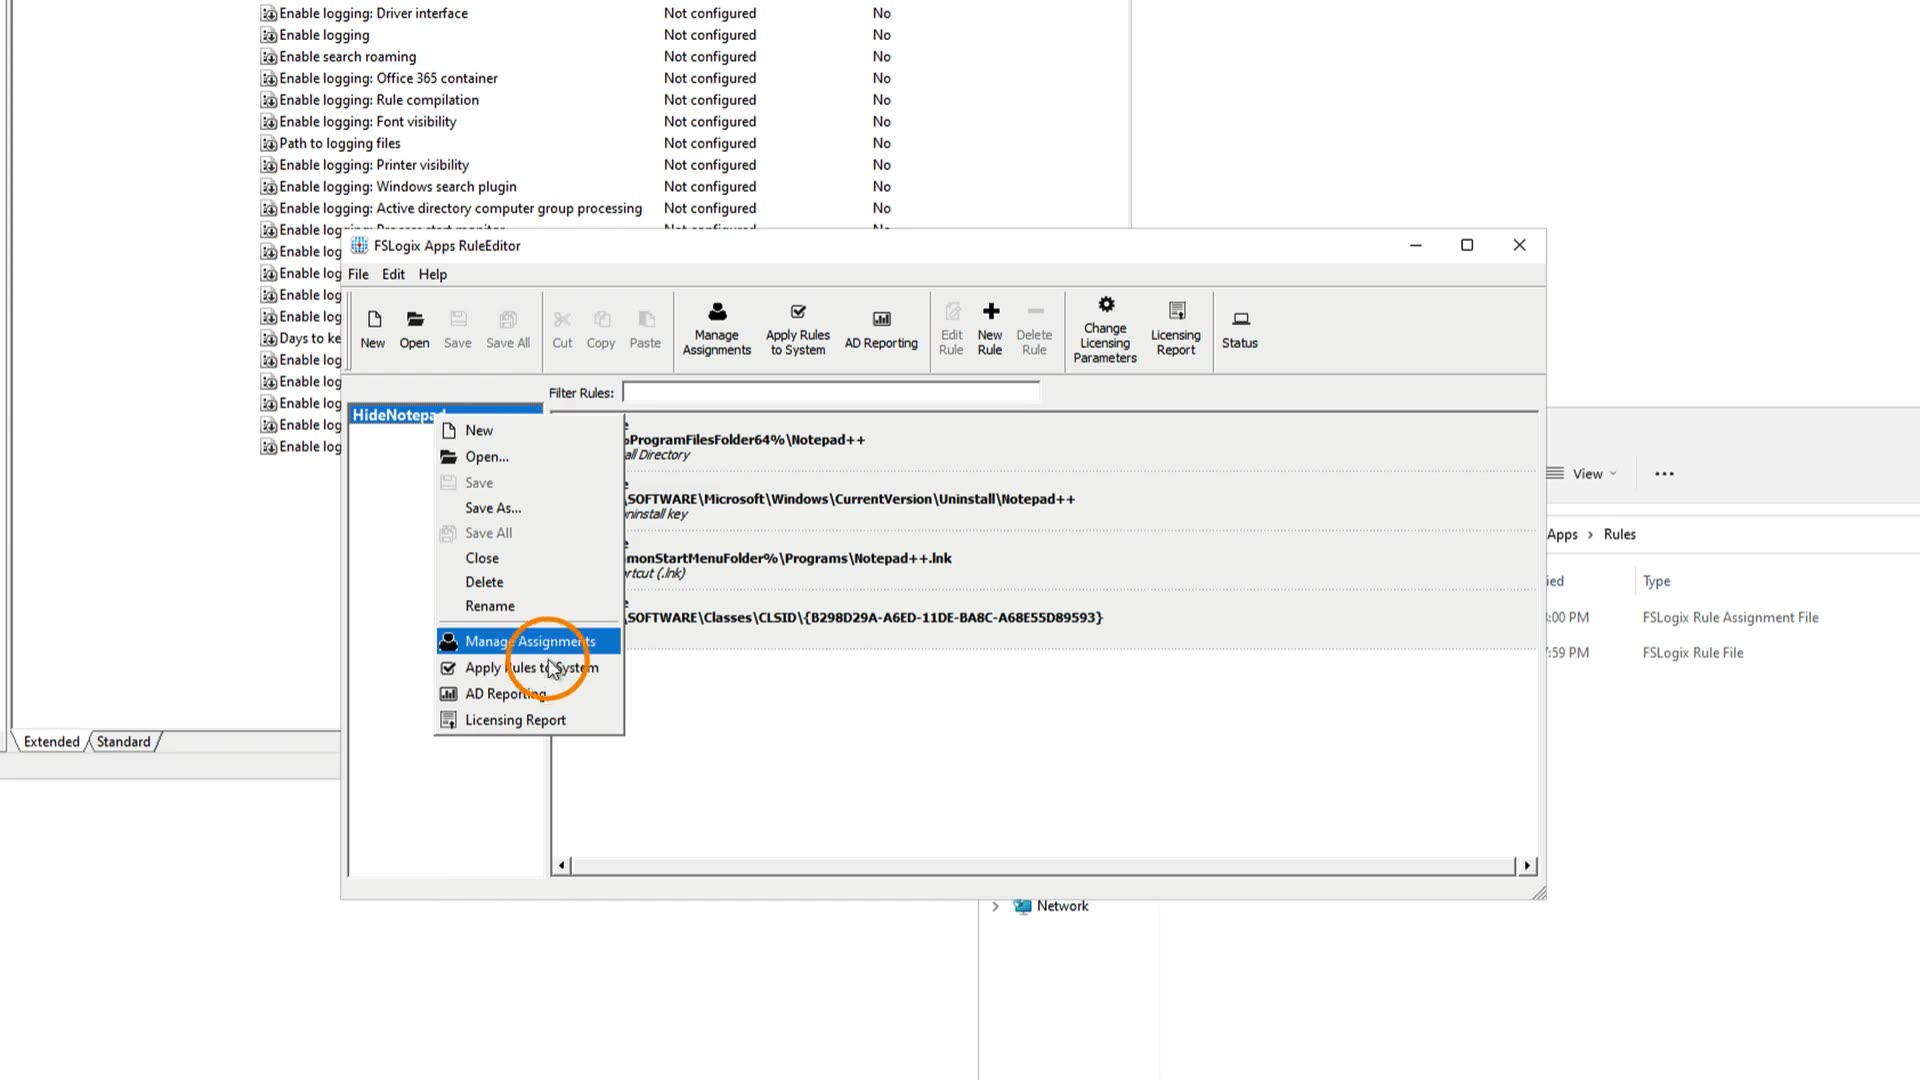 Enable logging: Driver interface Not configured No
Enable logging Not configured No
Enable search roaming Not configured No
Enable logging: Office 365 container Not configured No
Enable logging: Rule compilation Not configured No
Enable logging: Font visibility Not configured No
Path to logging files Not configured No
Enable logging: Printer visibility Not configured No
Enable logging: Windows search plugin Not configured No
Enable logging: Active directory computer group processing Not configured No
Enable log
Enable log
Enable log
Enable log
Days to ke
Enable log
Enable log
Enable log
Enable log
Enable log
Extended Standard
FSLogix Apps RuleEditor
File Edit Help
New Open Save Save All Cut Copy Paste
Manage Assignments
Apply Rules to System
AD Reporting
Edit Rule
New Rule
Delete Rule
Change Licensing Parameters
Licensing Report
Status
Filter Rules:
HideNotepad
New
Open...
Save
Save As...
Save All
Close
Delete
Rename
Manage Assignments
Apply Rules to System
AD Reporting
Licensing Report
ProgramFilesFolder64%\Notepad++
all Directory
\SOFTWARE\Microsoft\Windows\CurrentVersion\Uninstall\Notepad++
ninstall key
monStartMenuFolder%\Programs\Notepad++.lnk
rtcut (.lnk)
\SOFTWARE\Classes\CLSID\{B298D29A-A6ED-11DE-BA8C-A68E55D89593}
View
Apps > Rules
ied Type
:00 PM FSLogix Rule Assignment File
:59 PM FSLogix Rule File
Network